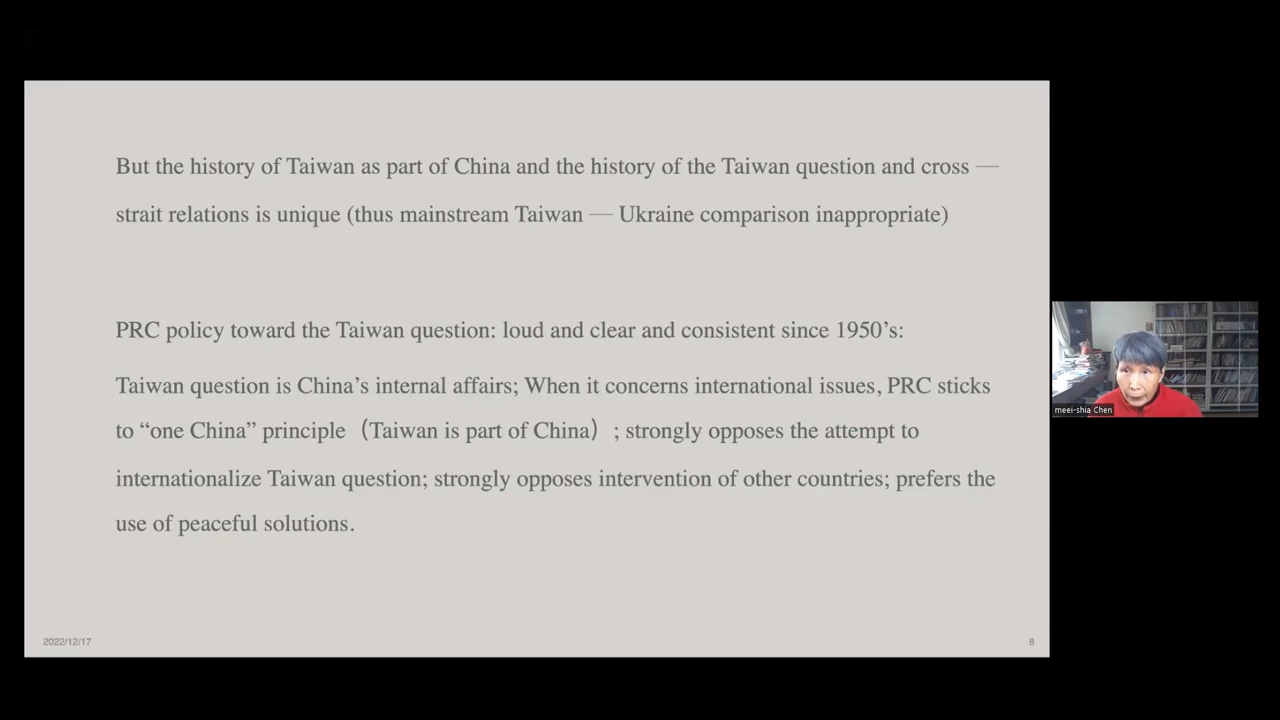 But the history of Taiwan as part of China and the history of the Taiwan question and cross —
strait relations is unique (thus mainstream Taiwan — Ukraine comparison inappropriate)
PRC policy toward the Taiwan question: loud and clear and consistent since 1950’s:
Taiwan question is China’s internal affairs; When it concerns international issues, PRC sticks
to “one China” principle（Taiwan is part of China）; strongly opposes the attempt to
internationalize Taiwan question; strongly opposes intervention of other countries; prefers the
use of peaceful solutions.
2022/12/17
8
meei-shia Chen